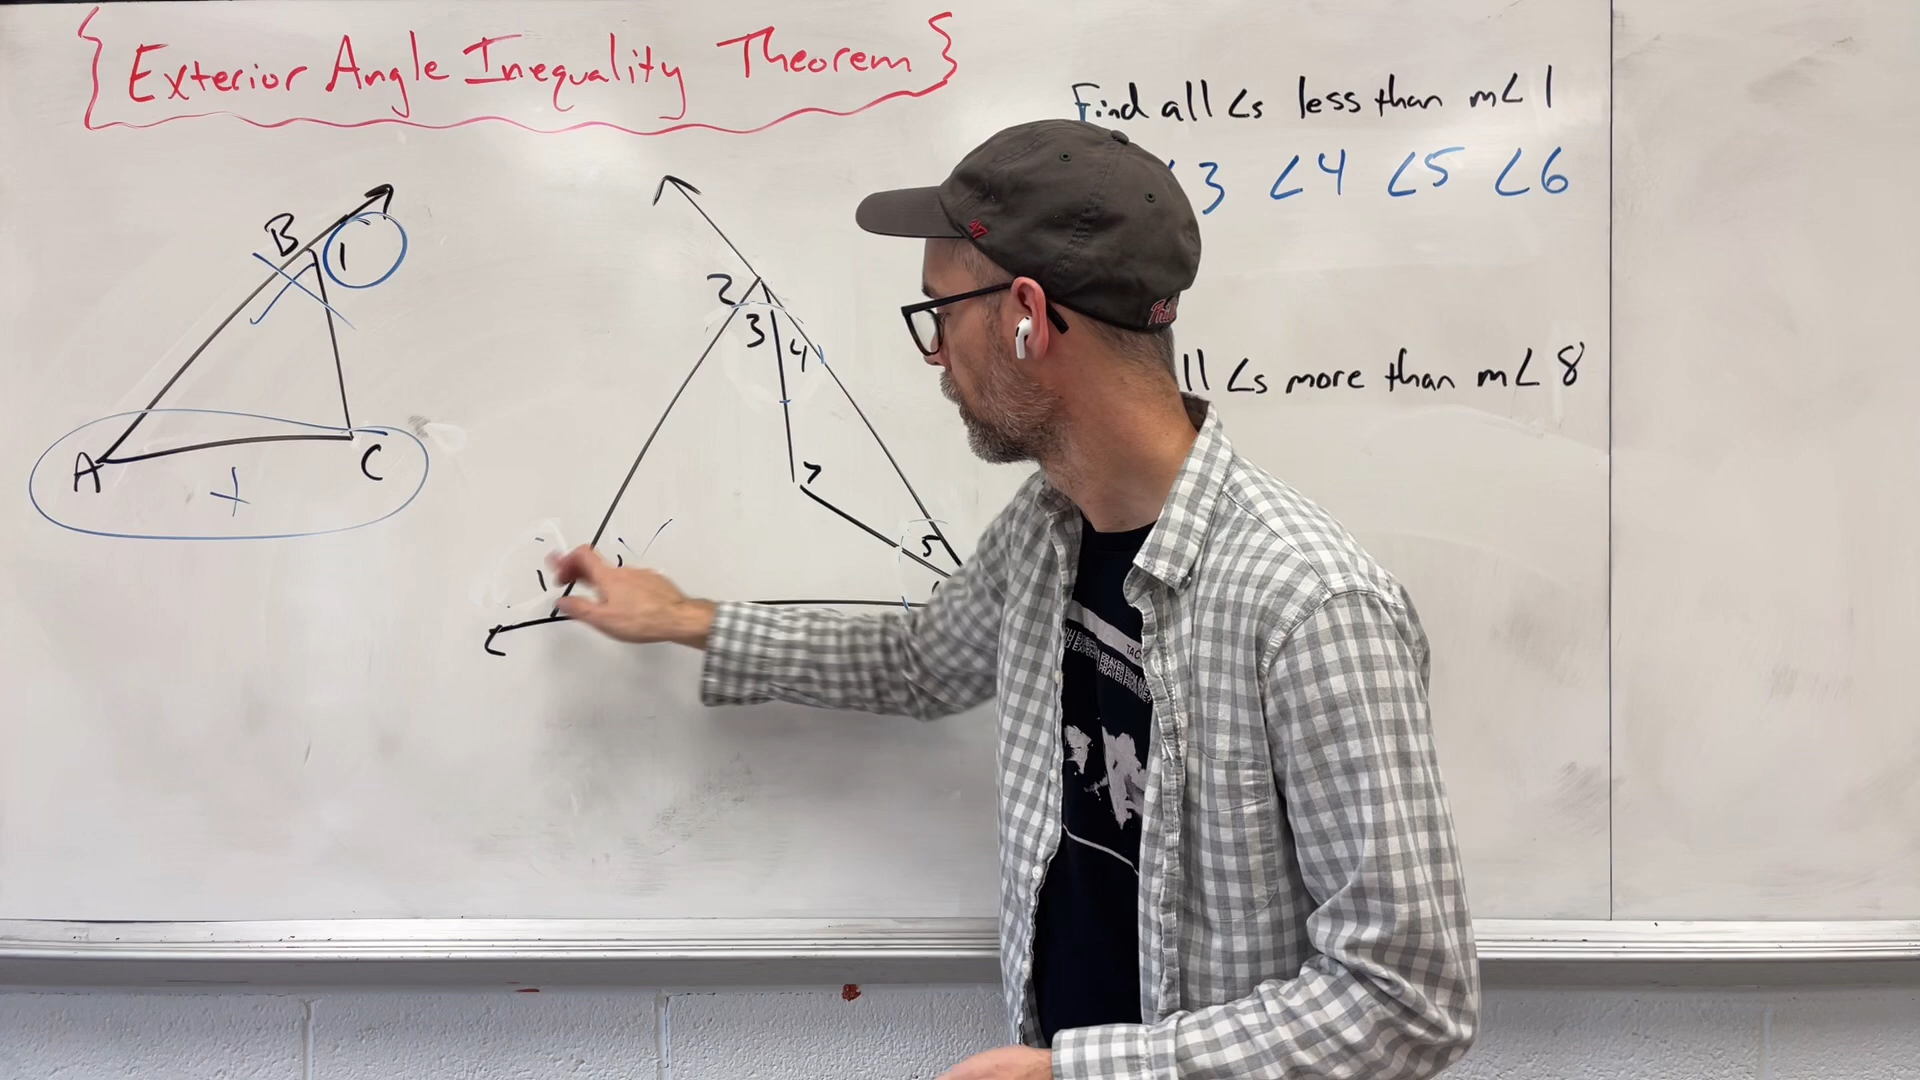 Exterior Angle Inequality Theorem
Find all ∠s less than m∠1
3 ∠4 ∠5 ∠6
B
1
A
C
2
3
4
7
5
1
ll ∠s more than m∠8